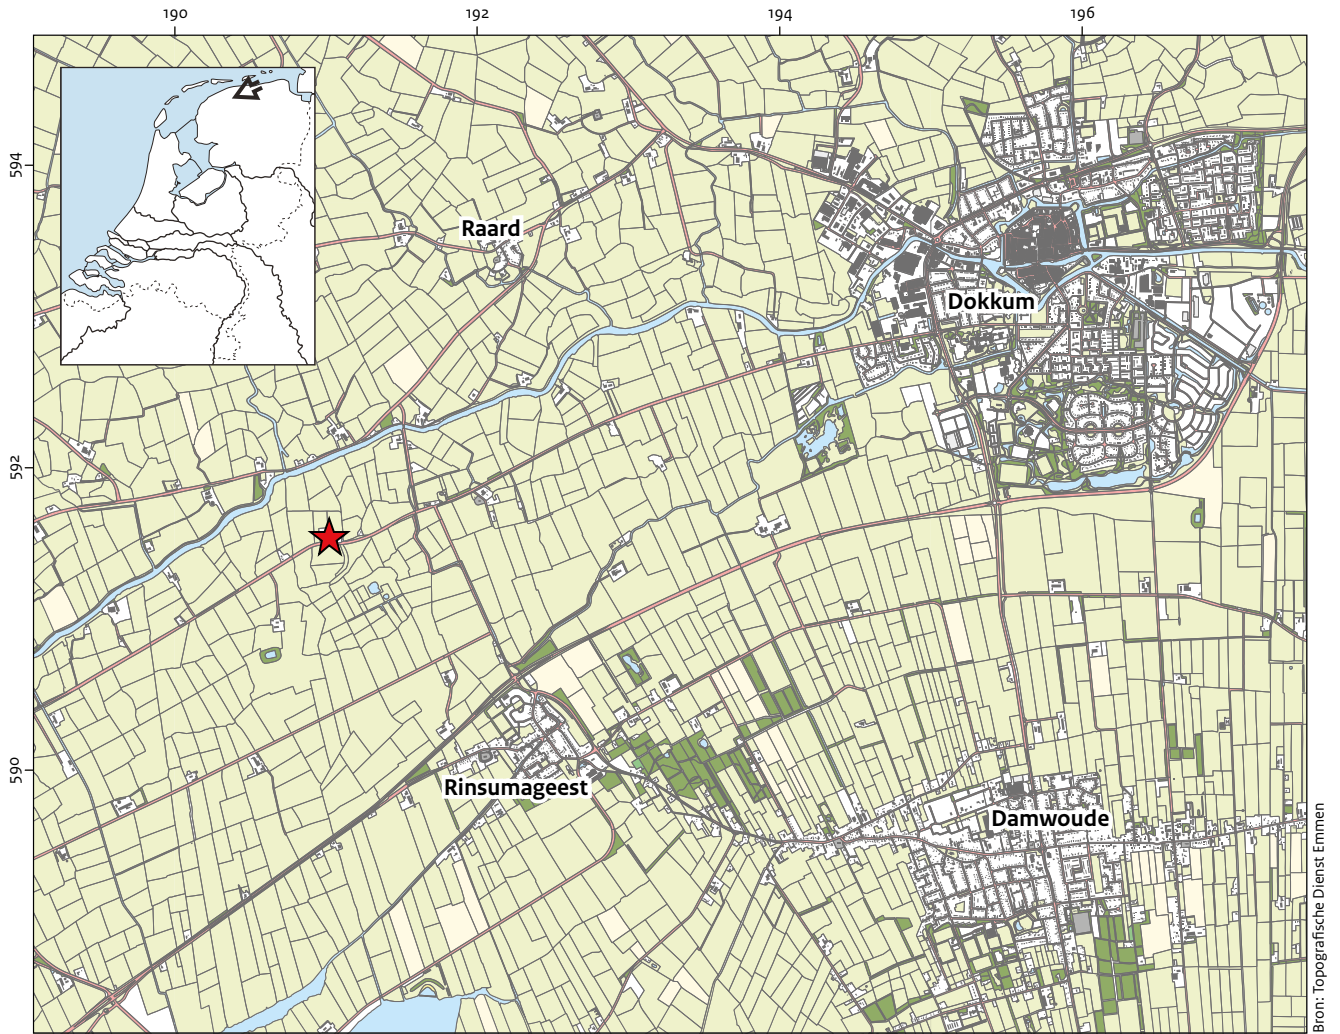 190
192
194
196
594
592
590
Raard
Dokkum
Rinsumageest
Damwoude
Bron: Topografische Dienst Emmen